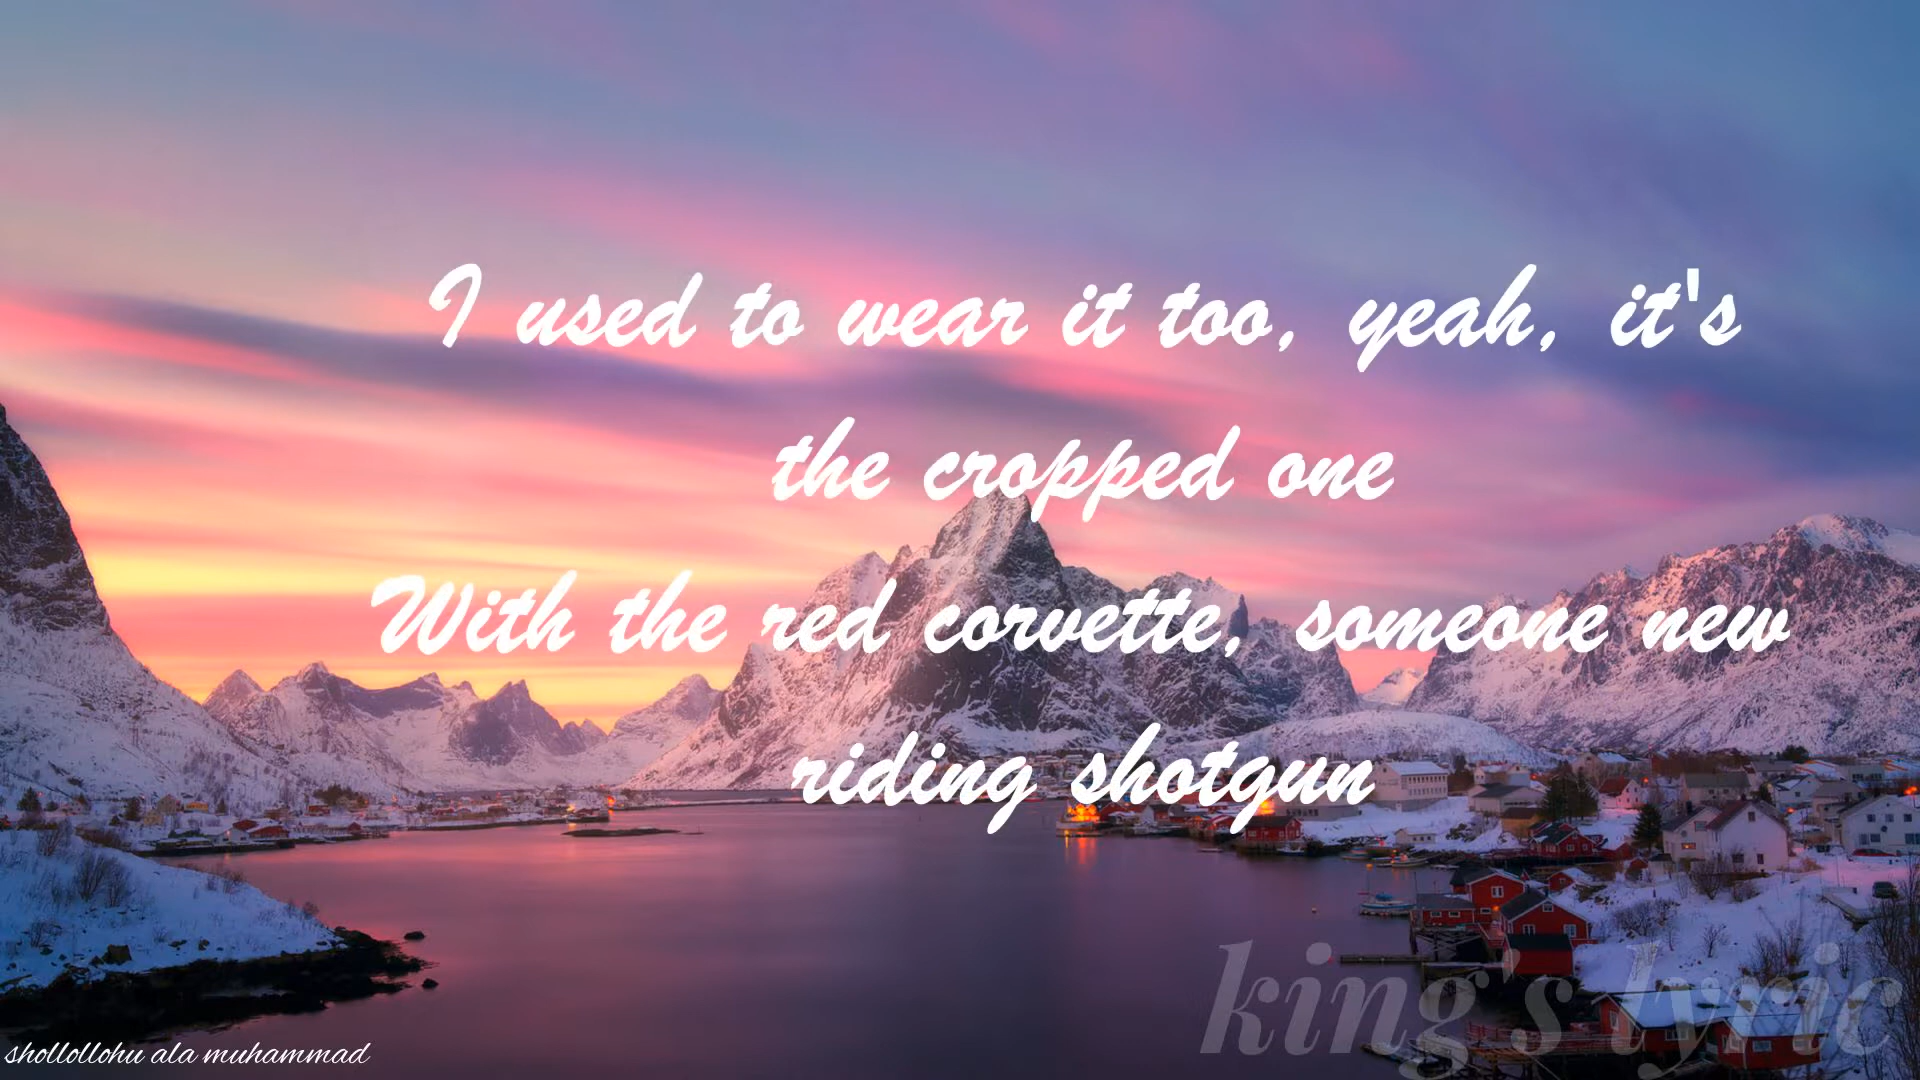 I used to wear it too, yeah, it's
the cropped one
With the red corvette, someone new
riding shotgun
king's lyric
shollollohu ala muhammad